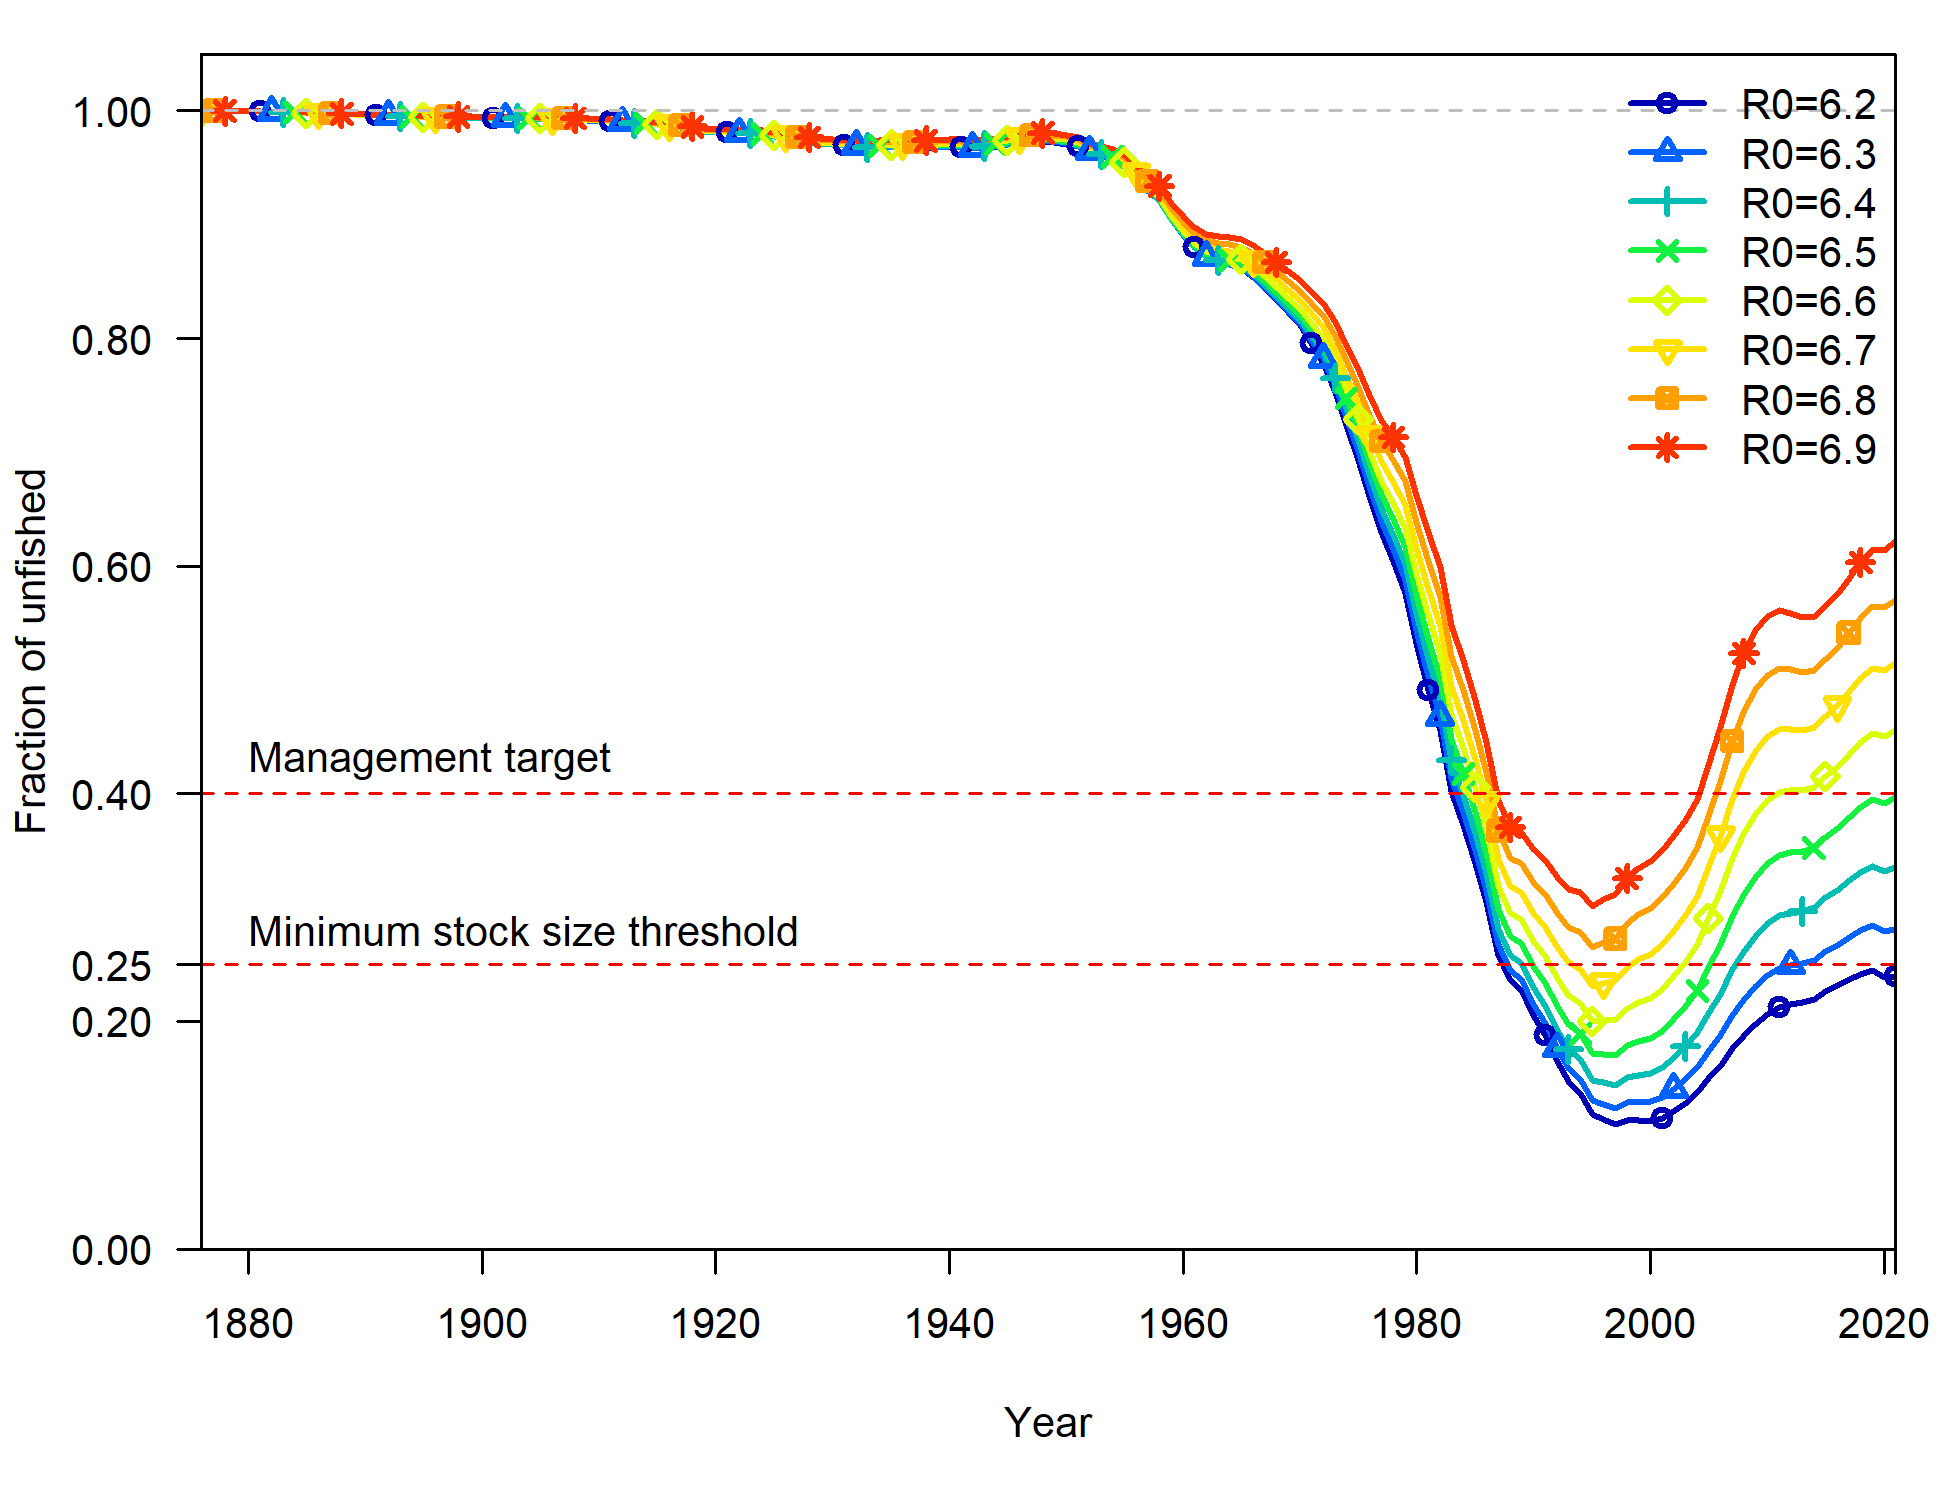 1.00
0.80
0.60
0.40
0.25
0.20
0.00
Fraction of unfished
R0=6.2
R0=6.3
R0=6.4
R0=6.5
R0=6.6
R0=6.7
R0=6.8
R0=6.9
Management target
Minimum stock size threshold
1880 1900 1920 1940 1960 1980 2000 2020
Year